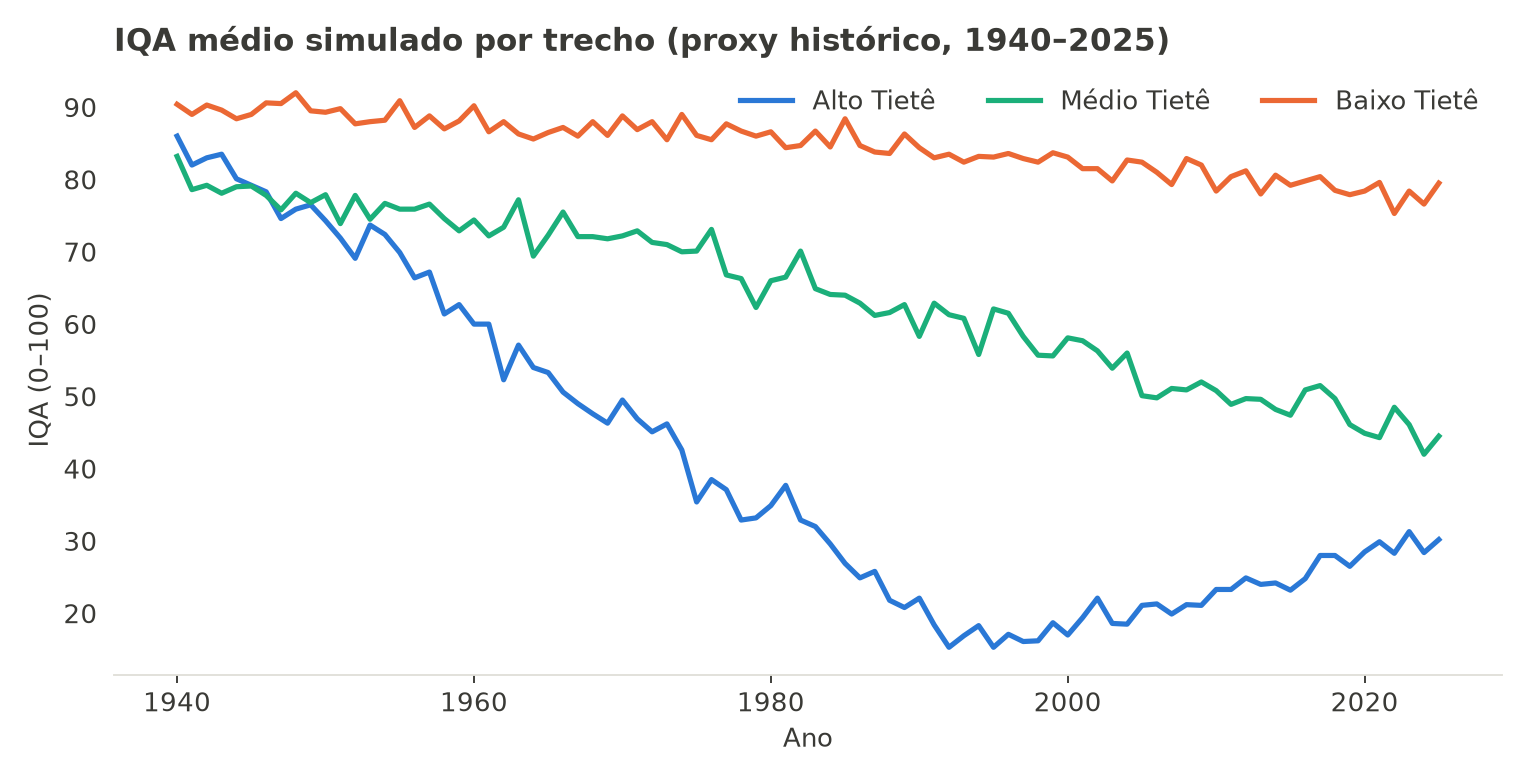 IQA médio simulado por trecho (proxy histórico, 1940–2025)
Alto Tietê
Médio Tietê
Baixo Tietê
IQA (0–100)
90
80
70
60
50
40
30
20
1940
1960
1980
2000
2020
Ano